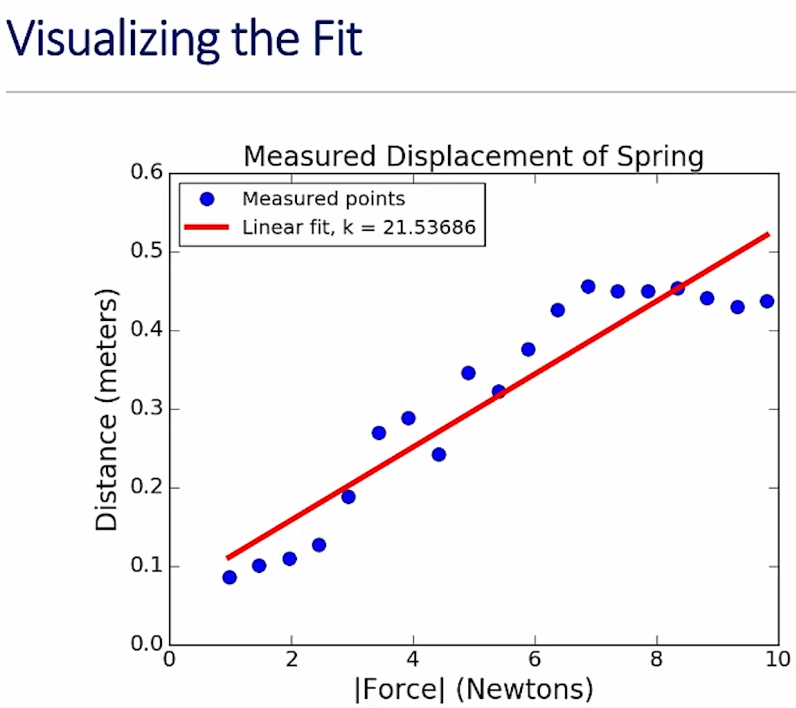 Visualizing the Fit
Measured Displacement of Spring
Measured points
Linear fit, k = 21.53686
Distance (meters)
0.6
0.5
0.4
0.3
0.2
0.1
0.0
0 2 4 6 8 10
|Force| (Newtons)